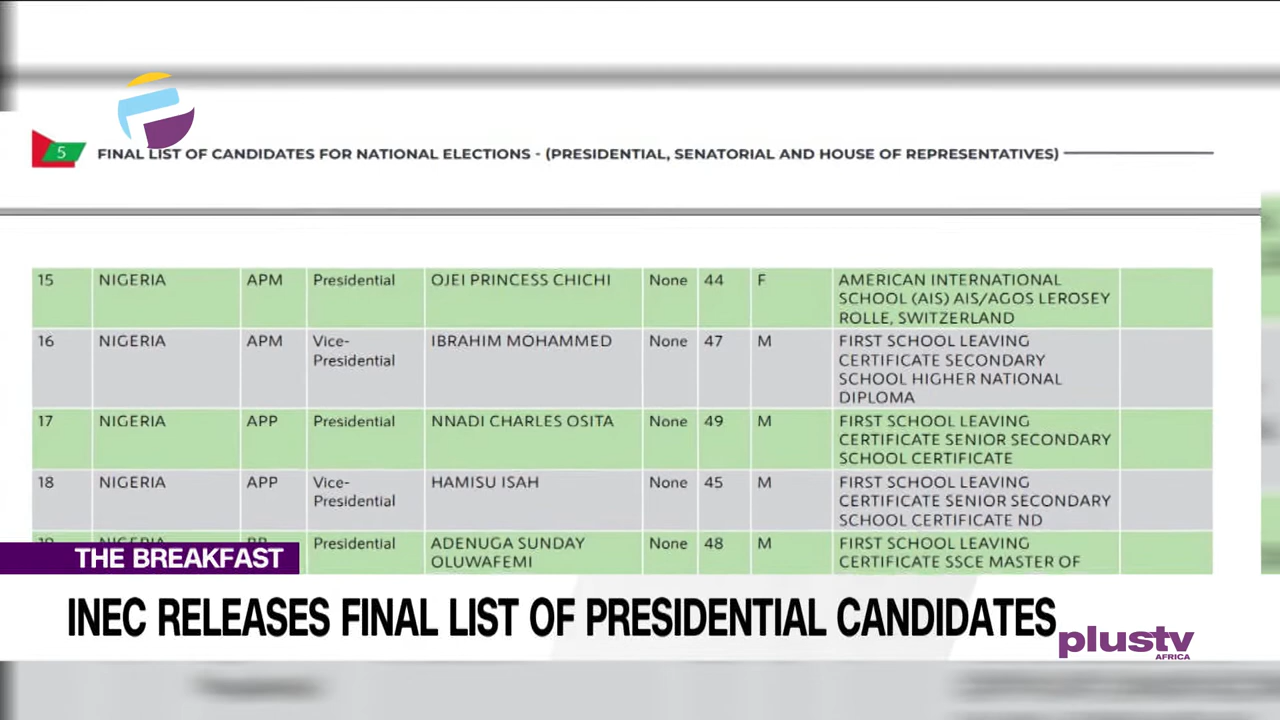 5 FINAL LIST OF CANDIDATES FOR NATIONAL ELECTIONS - (PRESIDENTIAL, SENATORIAL AND HOUSE OF REPRESENTATIVES)
15 NIGERIA APM Presidential OJEI PRINCESS CHICHI None 44 F AMERICAN INTERNATIONAL
SCHOOL (AIS) AIS/AGOS LEROSEY
ROLLE, SWITZERLAND
16 NIGERIA APM Vice- IBRAHIM MOHAMMED None 47 M FIRST SCHOOL LEAVING
Presidential CERTIFICATE SECONDARY
SCHOOL HIGHER NATIONAL
DIPLOMA
17 NIGERIA APP Presidential NNADI CHARLES OSITA None 49 M FIRST SCHOOL LEAVING
CERTIFICATE SENIOR SECONDARY
SCHOOL CERTIFICATE
18 NIGERIA APP Vice- HAMISU ISAH None 45 M FIRST SCHOOL LEAVING
Presidential CERTIFICATE SENIOR SECONDARY
SCHOOL CERTIFICATE ND
Presidential ADENUGA SUNDAY None 48 M FIRST SCHOOL LEAVING
OLUWAFEMI CERTIFICATE SSCE MASTER OF
THE BREAKFAST
INEC RELEASES FINAL LIST OF PRESIDENTIAL CANDIDATES
plustv
AFRICA